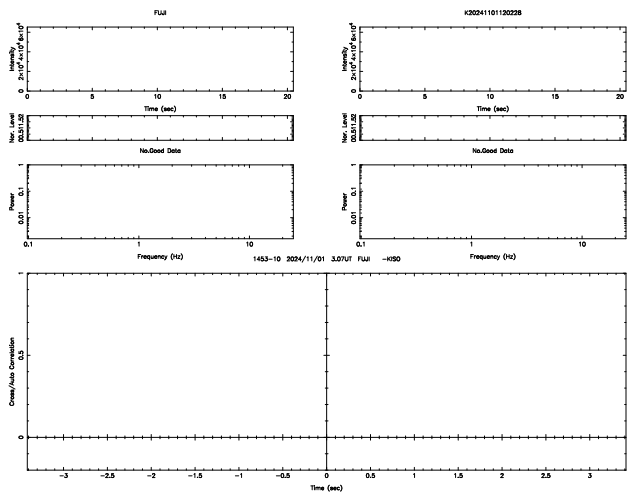 FUJI
K20241101120228
Intensity
0 2×10⁴ 4×10⁴ 6×10⁴
0 5 10 15 20
Time (sec)
Intensity
0 2×10⁴ 4×10⁴ 6×10⁴
0 5 10 15 20
Time (sec)
Nor. Level
0 0.5 1 1.5 2
Nor. Level
0 0.5 1 1.5 2
No.Good Data
No.Good Data
Power
1
0.1
0.01
0.1 1 10
Frequency (Hz)
Power
1
0.1
0.01
0.1 1 10
Frequency (Hz)
1453-10 2024/11/01 3.07UT FUJI -KISO
Cross/Auto Correlation
1
0.5
0
-3 -2.5 -2 -1.5 -1 -0.5 0 0.5 1 1.5 2 2.5 3
Time (sec)